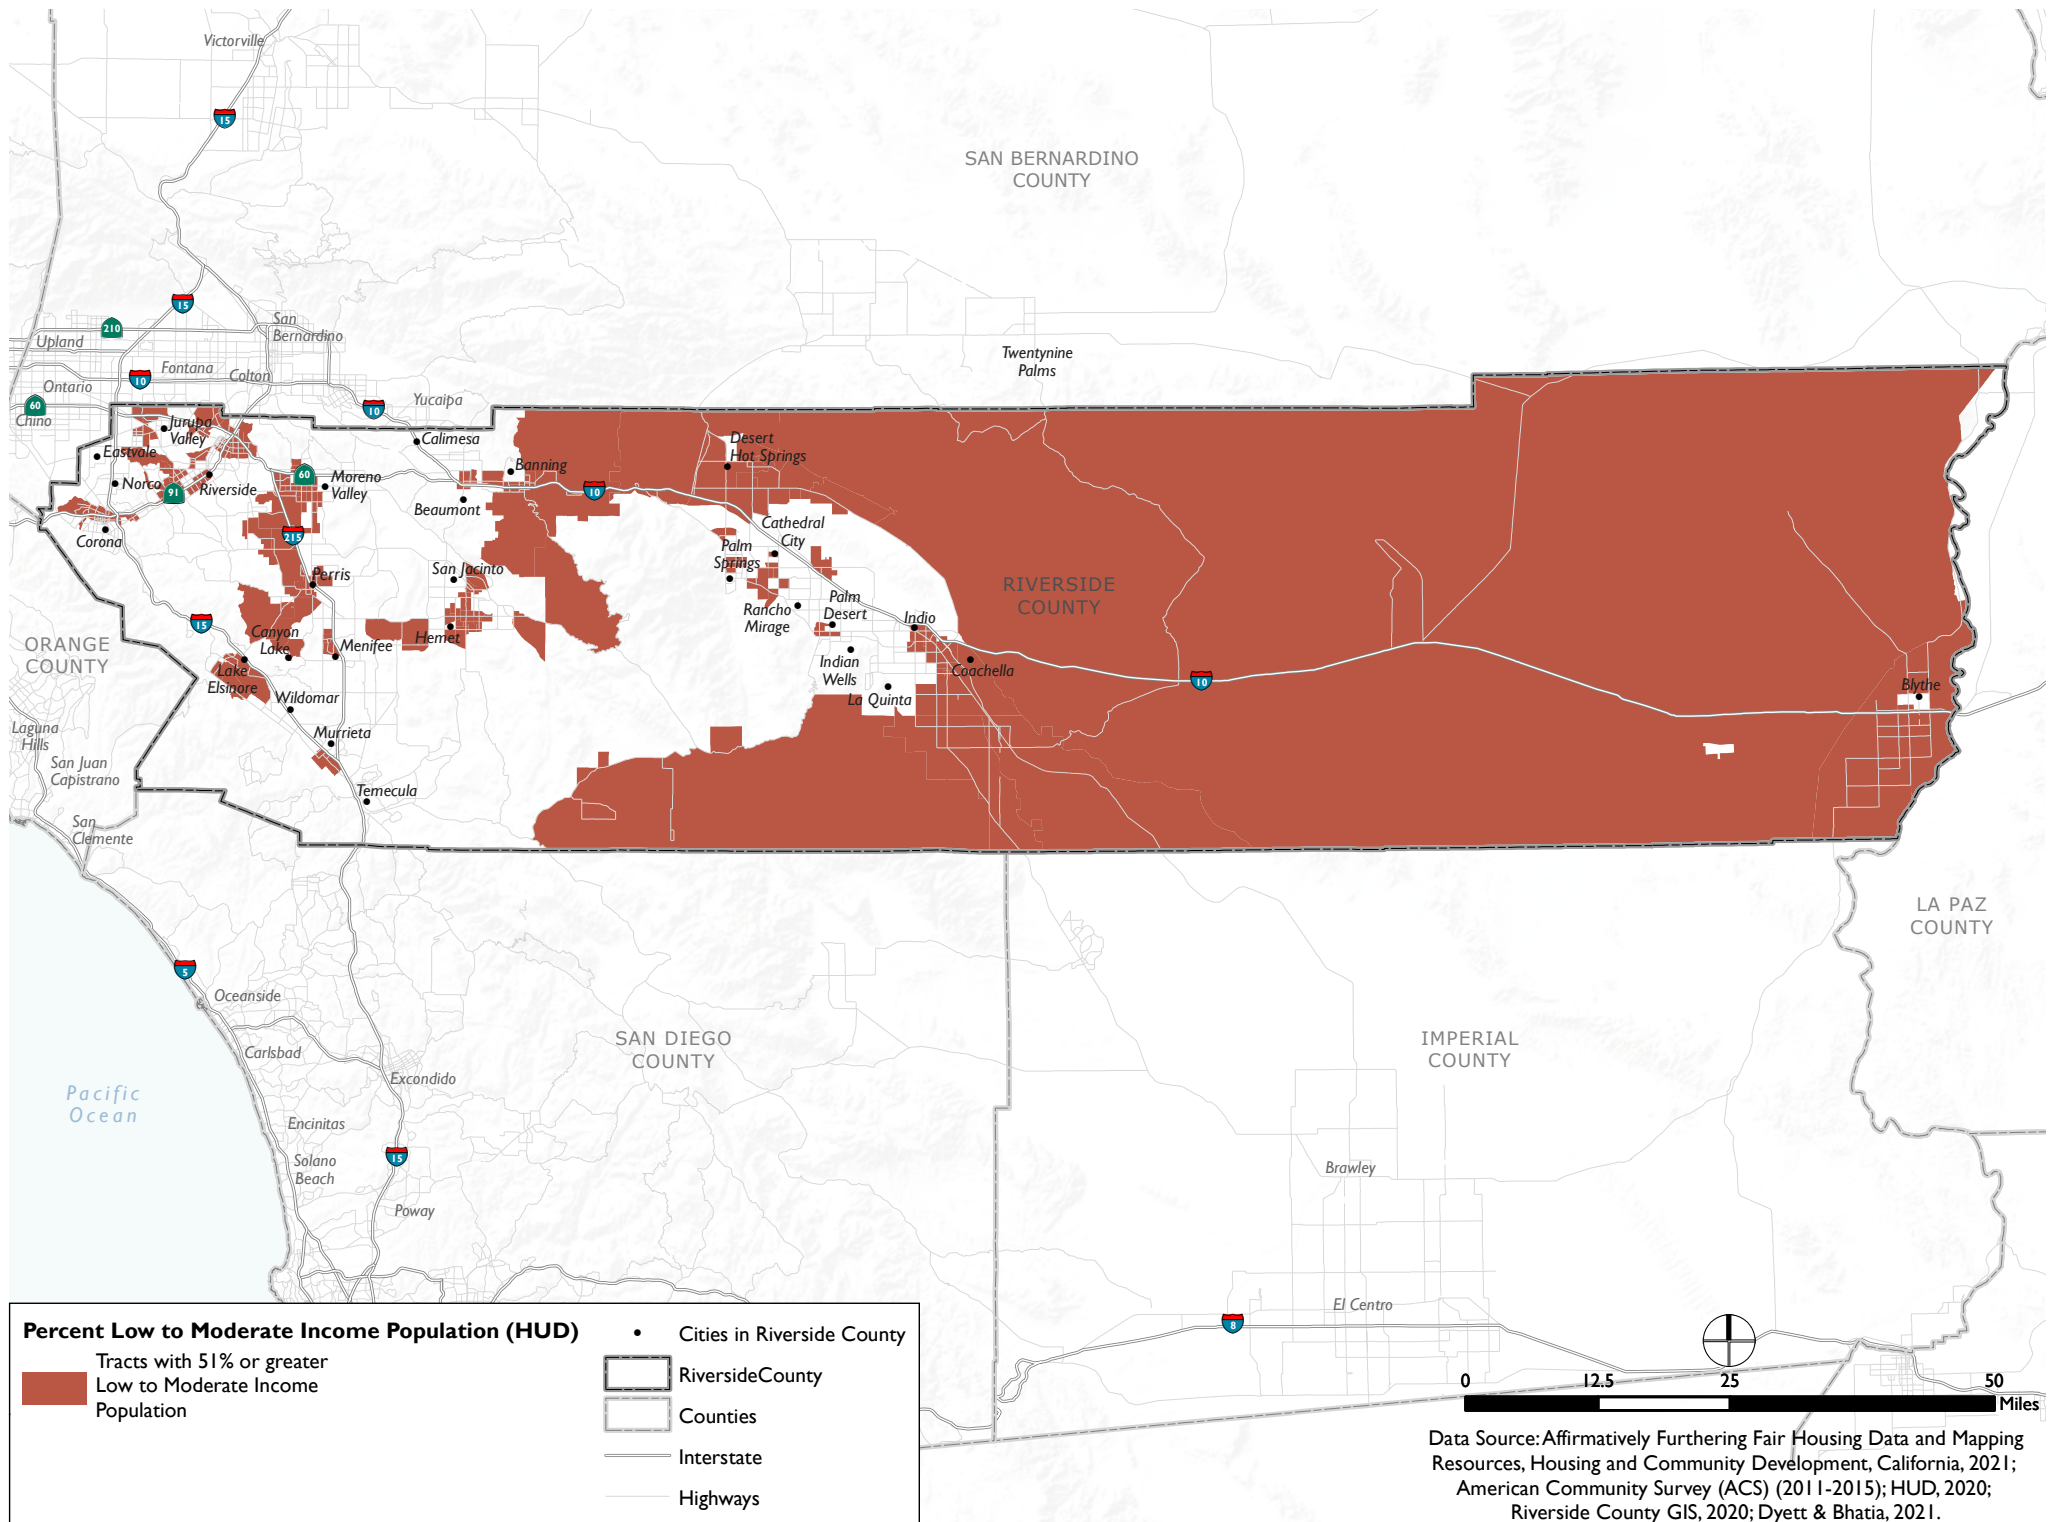 Victorville
15
SAN BERNARDINO
COUNTY
15
210
San
Bernardino
Upland
Fontana
Colton
10
Ontario
60
Chino
10
Yucaipa
Twentynine
Palms
Jurupa
Valley
Calimesa
Desert
Hot Springs
Eastvale
Banning
60
Moreno
Valley
Norco
91
Riverside
10
Beaumont
Corona
215
Cathedral
City
Palm
Springs
San Jacinto
Perris
RIVERSIDE
COUNTY
Rancho
Mirage
Palm
Desert
Indio
15
Canyon
Lake
Hemet
Menifee
ORANGE
COUNTY
Lake
Elsinore
Indian
Wells
Coachella
10
Blythe
Wildomar
La Quinta
Laguna
Hills
Murrieta
San Juan
Capistrano
Temecula
San
Clemente
LA PAZ
COUNTY
5
Oceanside
SAN DIEGO
COUNTY
IMPERIAL
COUNTY
Carlsbad
Excondido
Pacific
Ocean
Encinitas
15
Solano
Beach
Brawley
Poway
El Centro
8
Percent Low to Moderate Income Population (HUD)
Tracts with 51% or greater
Low to Moderate Income
Population
Cities in Riverside County
RiversideCounty
Counties
Interstate
Highways
0 12.5 25 50
Miles
Data Source: Affirmatively Furthering Fair Housing Data and Mapping
Resources, Housing and Community Development, California, 2021;
American Community Survey (ACS) (2011-2015); HUD, 2020;
Riverside County GIS, 2020; Dyett & Bhatia, 2021.